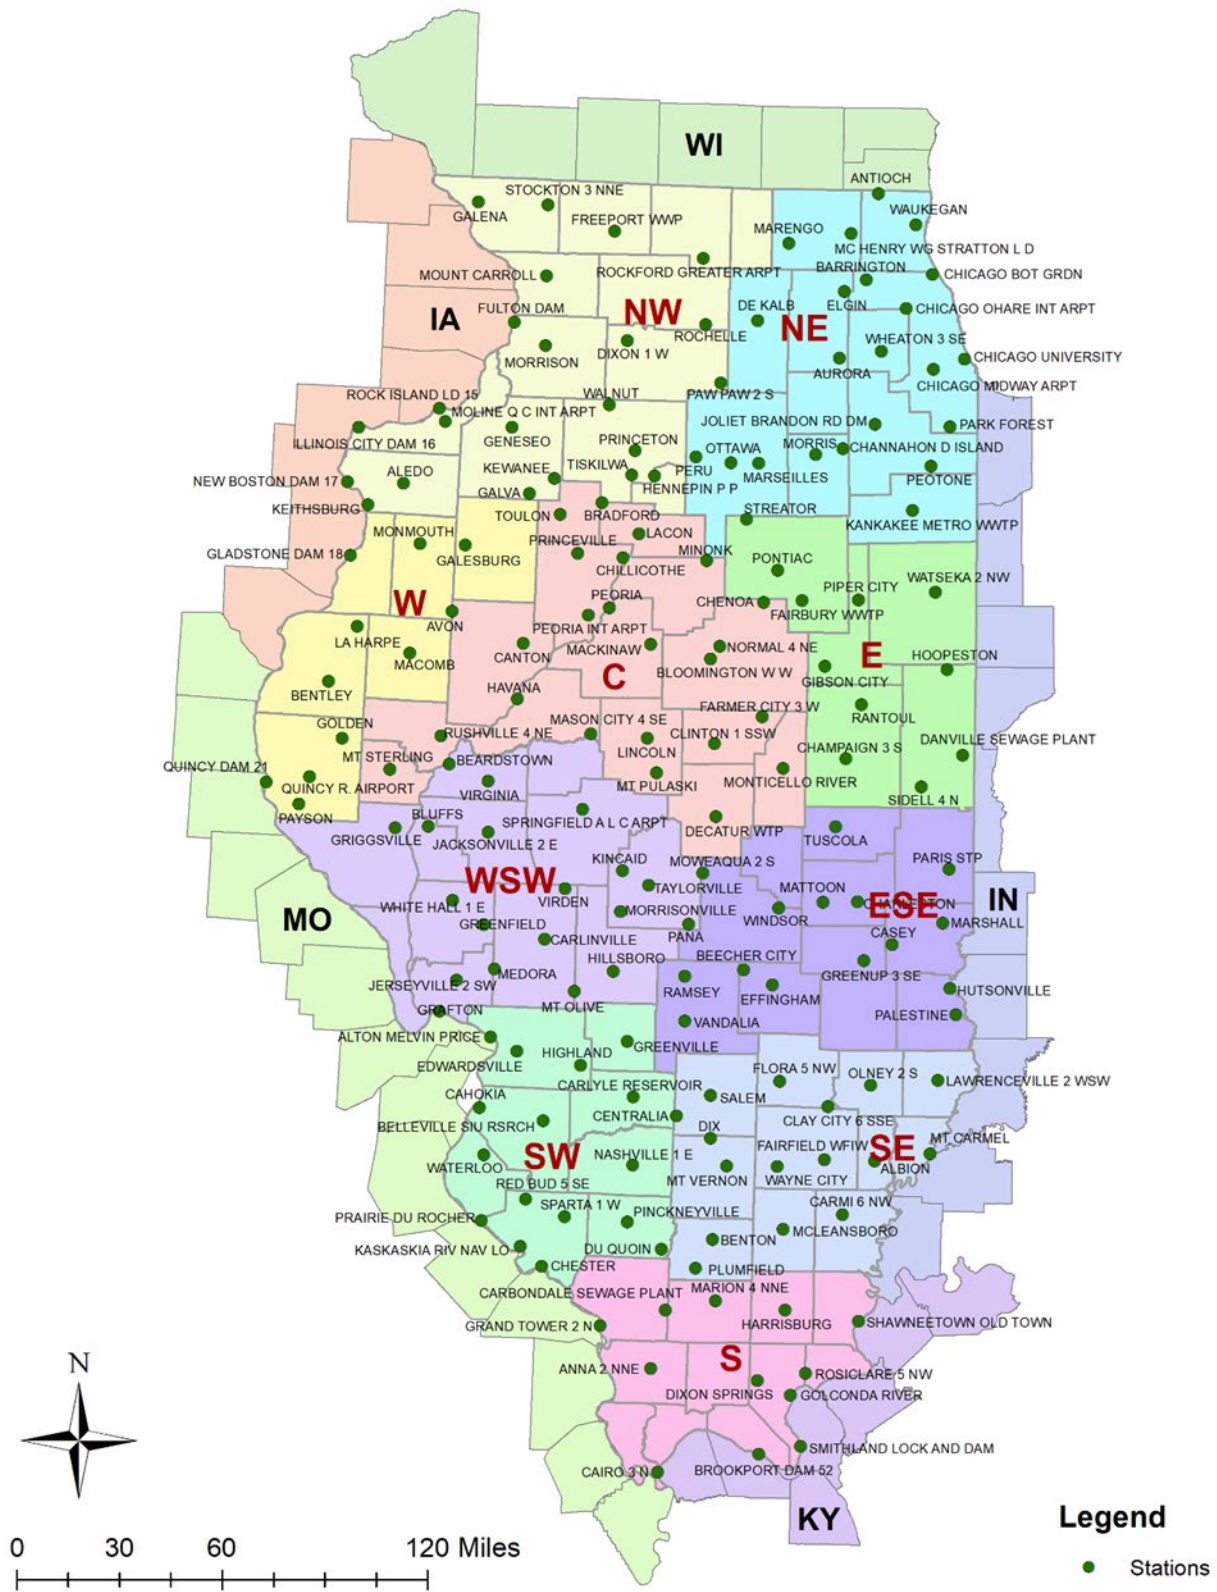 WI
ANTIOCH
STOCKTON 3 NNE
GALENA
WAUKEGAN
FREEPORT WWP
MARENGO
MC HENRY WG STRATTON L D
BARRINGTON
ROCKFORD GREATER ARPT
CHICAGO BOT GRDN
MOUNT CARROLL
FULTON DAM
NW
DE KALB
ELGIN
CHICAGO OHARE INT ARPT
IA
NE
ROCHELLE
WHEATON 3 SE
DIXON 1 W
MORRISON
CHICAGO UNIVERSITY
AURORA
CHICAGO MIDWAY ARPT
ROCK ISLAND LD 15
WALNUT
PAW PAW 2 S
MOLINE Q C INT ARPT
JOLIET BRANDON RD DM
PARK FOREST
ILLINOIS CITY DAM 16
GENESEO
PRINCETON
OTTAWA
MORRIS
CHANNAHON D ISLAND
NEW BOSTON DAM 17
ALEDO
KEWANEE
TISKILWA
PERU
MARSEILLES
PEOTONE
GALVA
HENNEPIN P P
KEITHSBURG
TOULON
BRADFORD
STREATOR
KANKAKEE METRO WWTP
MONMOUTH
LACON
PRINCEVILLE
GLADSTONE DAM 18
GALESBURG
CHILLICOTHE
MINONK
PONTIAC
WATSEKA 2 NW
W
PEORIA
CHENOA
PIPER CITY
FAIRBURY WWTP
AVON
PEORIA INT ARPT
LA HARPE
MACOMB
CANTON
MACKINAW
NORMAL 4 NE
E
HOOPESTON
BLOOMINGTON W W
C
GIBSON CITY
BENTLEY
HAVANA
FARMER CITY 3 W
RANTOUL
GOLDEN
MASON CITY 4 SE
RUSHVILLE 4 NE
CLINTON 1 SSW
DANVILLE SEWAGE PLANT
LINCOLN
CHAMPAIGN 3 S
MT STERLING
BEARDSTOWN
QUINCY DAM 21
MT PULASKI
MONTICELLO RIVER
QUINCY R. AIRPORT
VIRGINIA
SIDELL 4 N
PAYSON
BLUFFS
SPRINGFIELD A L C ARPT
DECATUR WTP
GRIGGSVILLE
JACKSONVILLE 2 E
TUSCOLA
KINCAID
MOWEAQUA 2 S
PARIS STP
WSW
TAYLORVILLE
MATTOON
IN
VIRDEN
CHARLESTON
ESE
WHITE HALL 1 E
MORRISONVILLE
MO
GREENFIELD
WINDSOR
MARSHALL
CARLINVILLE
PANA
CASEY
HILLSBORO
BEECHER CITY
MEDORA
GREENUP 3 SE
JERSEYVILLE 2 SW
RAMSEY
EFFINGHAM
HUTSONVILLE
MT OLIVE
GRAFTON
VANDALIA
PALESTINE
ALTON MELVIN PRICE
HIGHLAND
GREENVILLE
EDWARDSVILLE
FLORA 5 NW
OLNEY 2 S
CARLYLE RESERVOIR
LAWRENCEVILLE 2 WSW
CAHOKIA
SALEM
CENTRALIA
CLAY CITY 6 SSE
BELLEVILLE SIU RSRCH
DIX
MT CARMEL
SW
NASHVILLE 1 E
FAIRFIELD WFIW
SE
WATERLOO
ALBION
RED BUD 5 SE
MT VERNON
WAYNE CITY
SPARTA 1 W
PINCKNEYVILLE
CARMI 6 NW
PRAIRIE DU ROCHER
MCLEANSBORO
KASKASKIA RIV NAV LO
DU QUOIN
BENTON
CHESTER
PLUMFIELD
CARBONDALE SEWAGE PLANT
MARION 4 NNE
GRAND TOWER 2 N
HARRISBURG
SHAWNEETOWN OLD TOWN
S
ANNA 2 NNE
ROSICLARE 5 NW
DIXON SPRINGS
GOLCONDA RIVER
SMITHLAND LOCK AND DAM
CAIRO 3 N
BROOKPORT DAM 52
KY
N
Legend
0 30 60 120 Miles
Stations